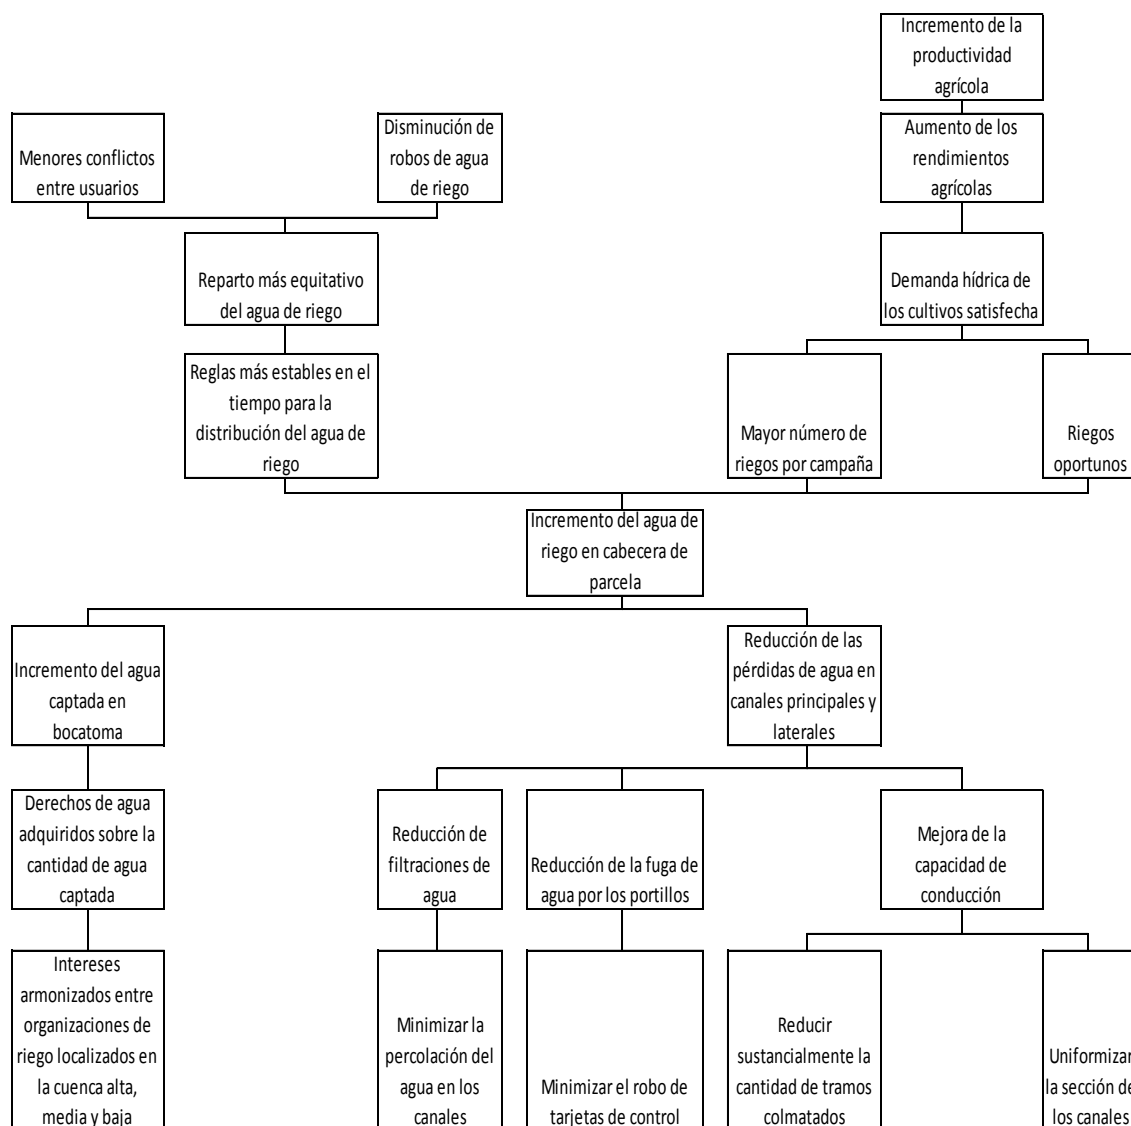 Incremento de la
productividad
agrícola
Menores conflictos
entre usuarios
Disminución de
robos de agua
de riego
Aumento de los
rendimientos
agrícolas
Reparto más equitativo
del agua de riego
Demanda hídrica de
los cultivos satisfecha
Reglas más estables en el
tiempo para la
distribución del agua de
riego
Mayor número de
riegos por campaña
Riegos
oportunos
Incremento del agua de
riego en cabecera de
parcela
Incremento del agua
captada en
bocatoma
Reducción de las
pérdidas de agua en
canales principales y
laterales
Derechos de agua
adquiridos sobre la
cantidad de agua
captada
Reducción de
filtraciones de
agua
Reducción de la fuga de
agua por los portillos
Mejora de la
capacidad de
conducción
Intereses
armonizados entre
organizaciones de
riego localizados en
la cuenca alta,
media y baja
Minimizar la
percolación del
agua en los
canales
Minimizar el robo de
tarjetas de control
Reducir
sustancialmente la
cantidad de tramos
colmatados
Uniformizar
la sección de
los canales